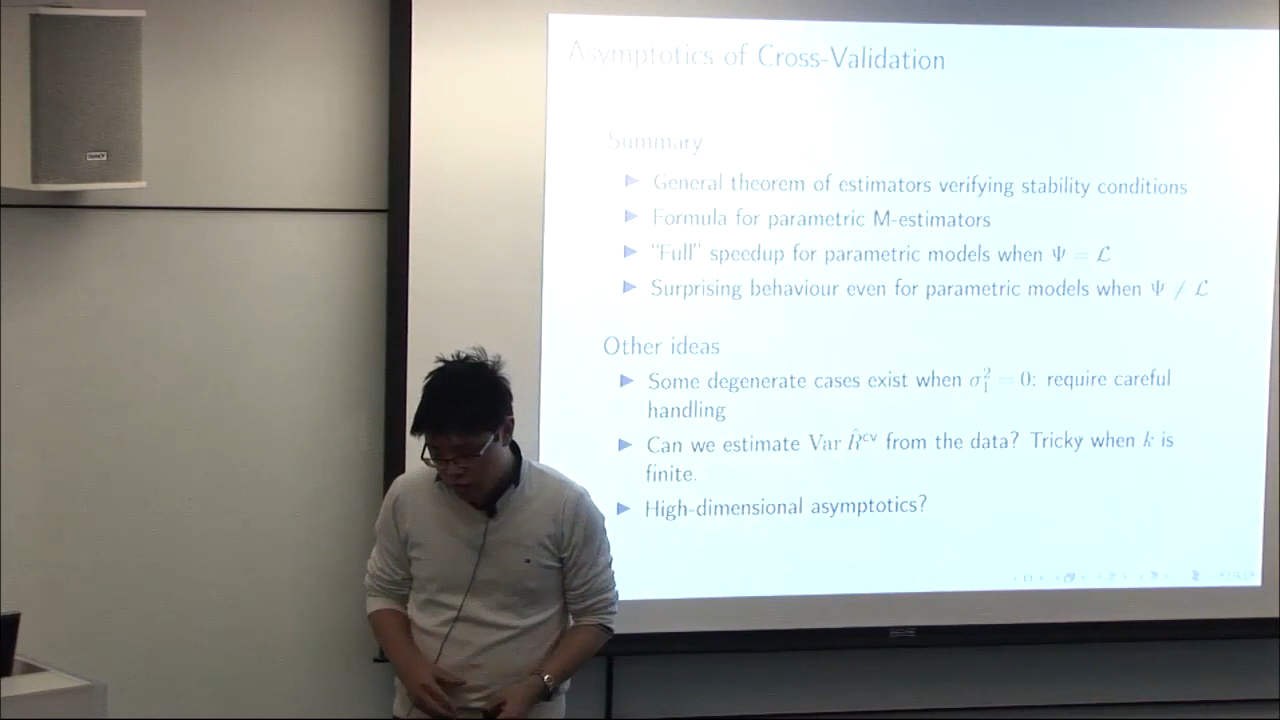 Asymptotics of Cross-Validation
Summary
General theorem of estimators verifying stability conditions
Formula for parametric M-estimators
"Full" speedup for parametric models when Ψ = ℒ
Surprising behaviour even for parametric models when Ψ ≠ ℒ
Other ideas
Some degenerate cases exist when σ₁² = 0: require careful
handling
Can we estimate Var R̂ᶜᵛ from the data? Tricky when k is
finite.
High-dimensional asymptotics?